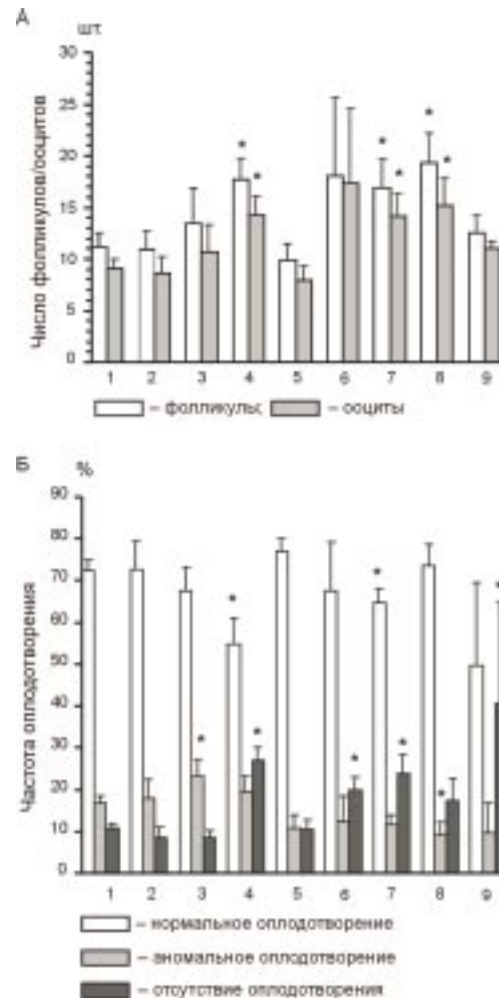 А
шт.
Число фолликулов/ооцитов
30
25
20
15
10
5
0
* * * * * *
1 2 3 4 5 6 7 8 9
– фолликулы; – ооциты
Б
%
Частота оплодотворения
90
80
70
60
50
40
30
20
10
0
* * * * * * * *
1 2 3 4 5 6 7 8 9
– нормальное оплодотворение
– аномальное оплодотворение
– отсутствие оплодотворения